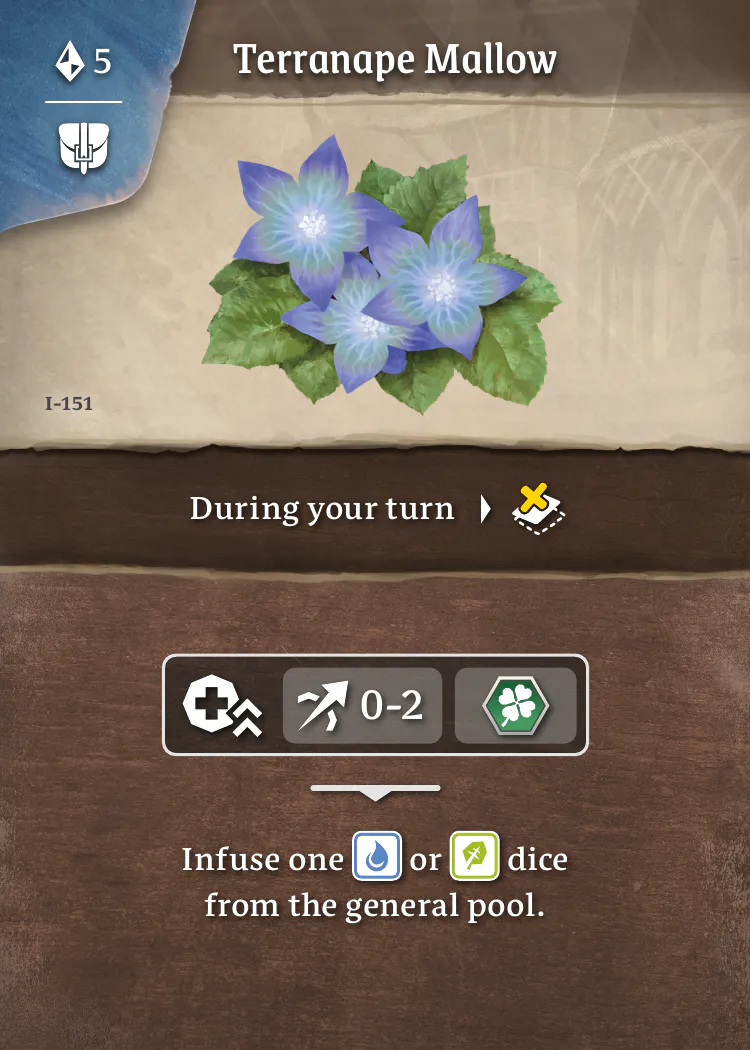 5
Terranape Mallow
I-151
During your turn
0-2
Infuse one or dice
from the general pool.